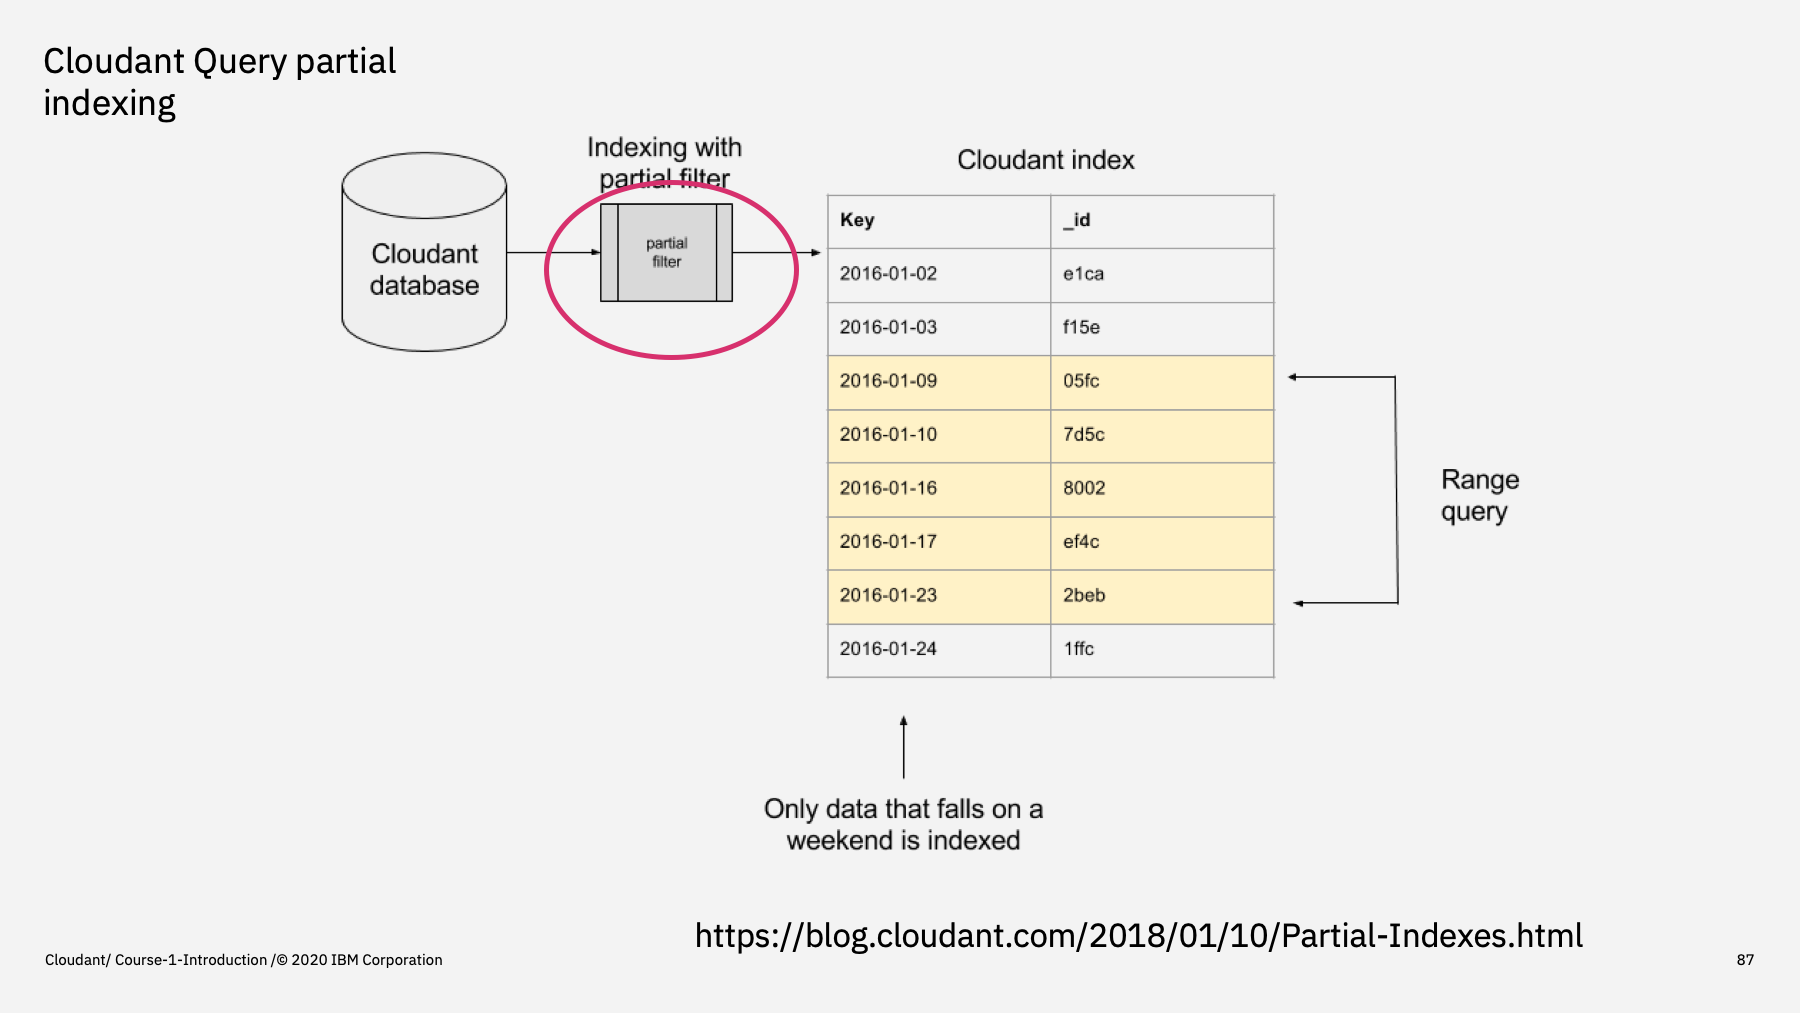 Cloudant Query partial
indexing
Indexing with
partial filter
Cloudant index
Cloudant
database
partial
filter
Key _id
2016-01-02 e1ca
2016-01-03 f15e
2016-01-09 05fc
2016-01-10 7d5c
2016-01-16 8002
2016-01-17 ef4c
2016-01-23 2beb
2016-01-24 1ffc
Range
query
Only data that falls on a
weekend is indexed
https://blog.cloudant.com/2018/01/10/Partial-Indexes.html
Cloudant/ Course-1-Introduction /© 2020 IBM Corporation
87